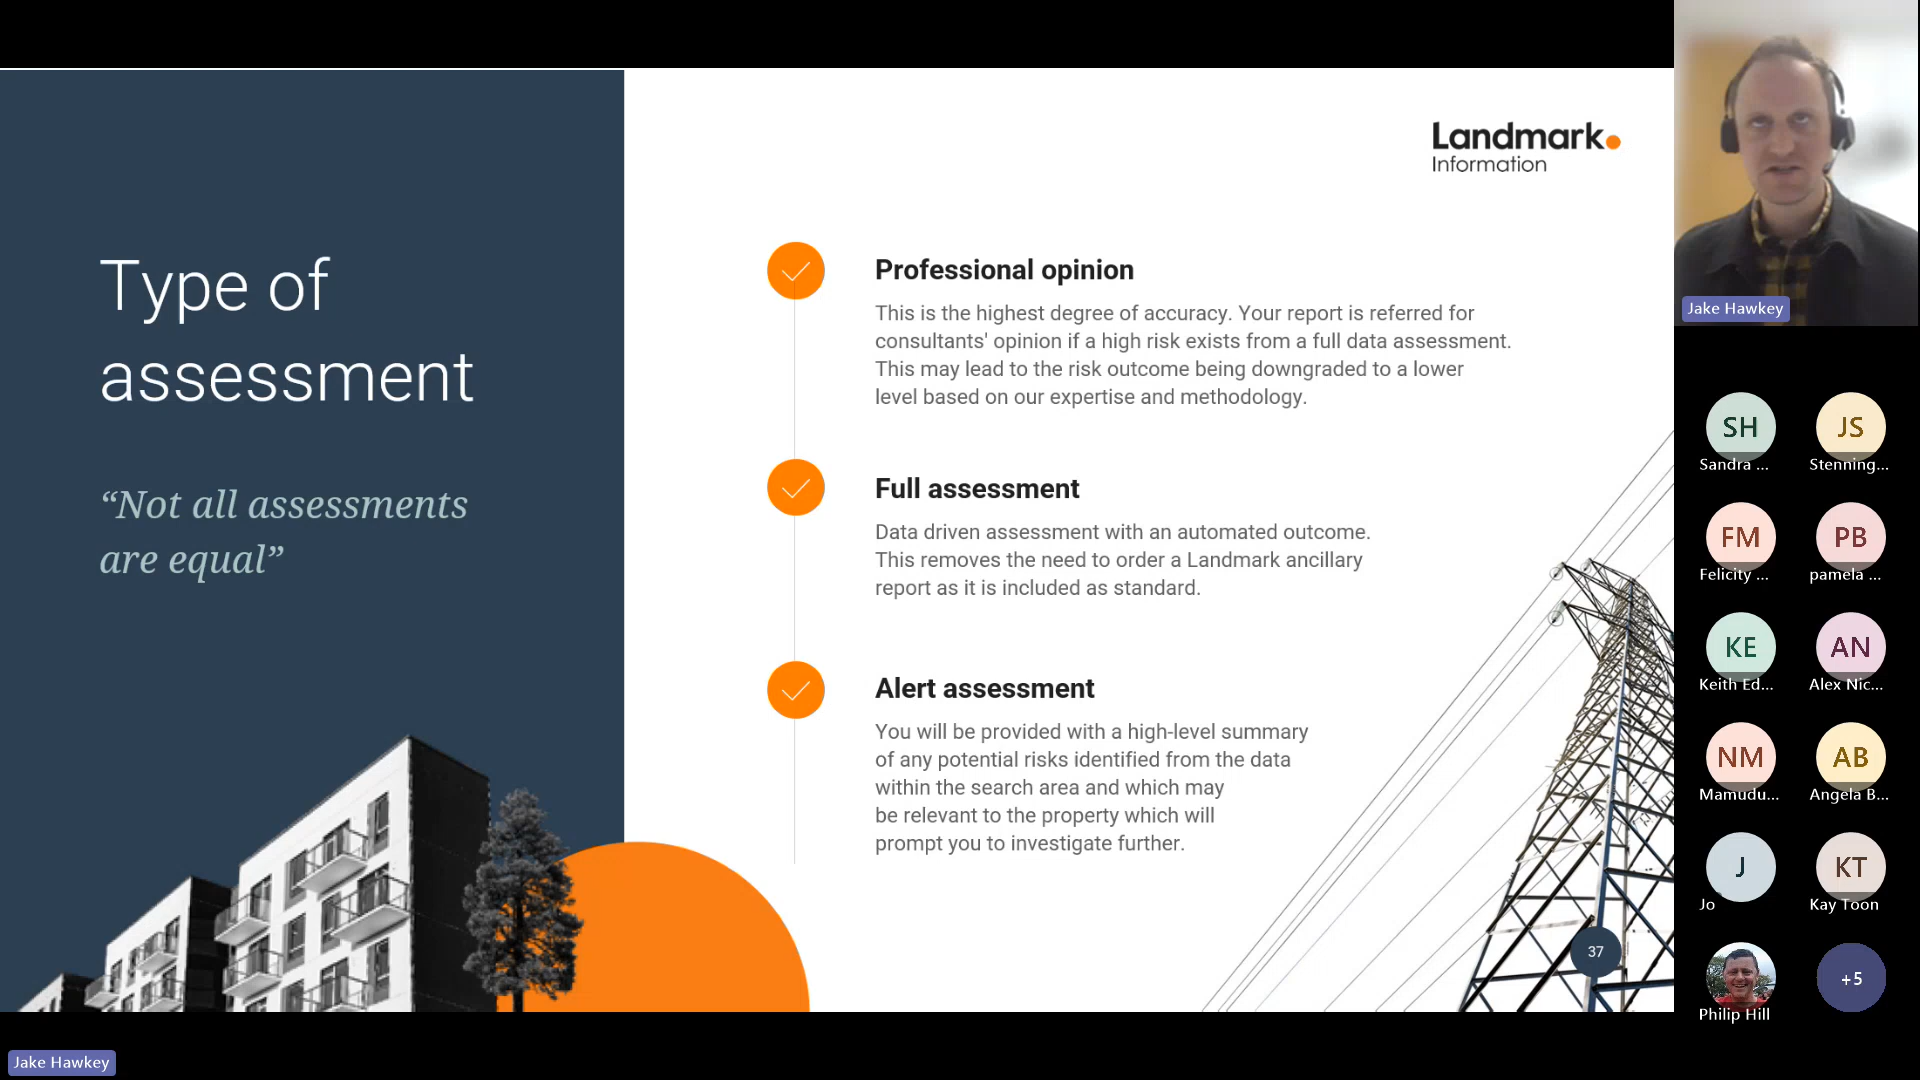 Type of
assessment
“Not all assessments
are equal”
Landmark
Information
Professional opinion
This is the highest degree of accuracy. Your report is referred for
consultants' opinion if a high risk exists from a full data assessment.
This may lead to the risk outcome being downgraded to a lower
level based on our expertise and methodology.
Full assessment
Data driven assessment with an automated outcome.
This removes the need to order a Landmark ancillary
report as it is included as standard.
Alert assessment
You will be provided with a high-level summary
of any potential risks identified from the data
within the search area and which may
be relevant to the property which will
prompt you to investigate further.
37
Jake Hawkey
SH
Sandra ...
JS
Stenning...
FM
Felicity ...
PB
pamela ...
KE
Keith Ed...
AN
Alex Nic...
NM
Mamudu...
AB
Angela B...
J
Jo
KT
Kay Toon
Philip Hill
+5
Jake Hawkey